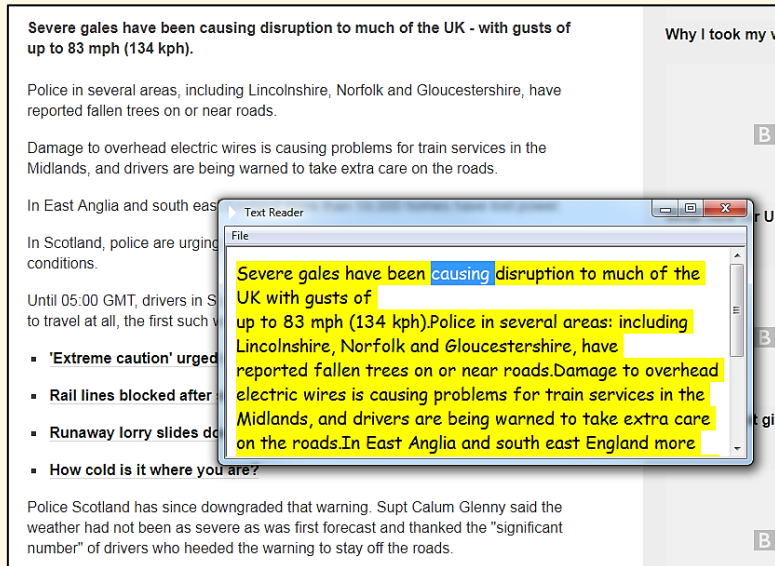 Severe gales have been causing disruption to much of the UK - with gusts of
up to 83 mph (134 kph).
Police in several areas, including Lincolnshire, Norfolk and Gloucestershire, have
reported fallen trees on or near roads.
Damage to overhead electric wires is causing problems for train services in the
Midlands, and drivers are being warned to take extra care on the roads.
In East Anglia and south eas
In Scotland, police are urging
conditions.
Until 05:00 GMT, drivers in S
to travel at all, the first such
'Extreme caution' urged
Rail lines blocked after
Runaway lorry slides do
How cold is it where you are?
Police Scotland has since downgraded that warning. Supt Calum Glenny said the
weather had not been as severe as was first forecast and thanked the "significant
number" of drivers who heeded the warning to stay off the roads.
Text Reader
File
Severe gales have been causing disruption to much of the
UK with gusts of
up to 83 mph (134 kph).Police in several areas: including
Lincolnshire, Norfolk and Gloucestershire, have
reported fallen trees on or near roads.Damage to overhead
electric wires is causing problems for train services in the
Midlands, and drivers are being warned to take extra care
on the roads.In East Anglia and south east England more
Why I took my
r U
t gi
B
B
B